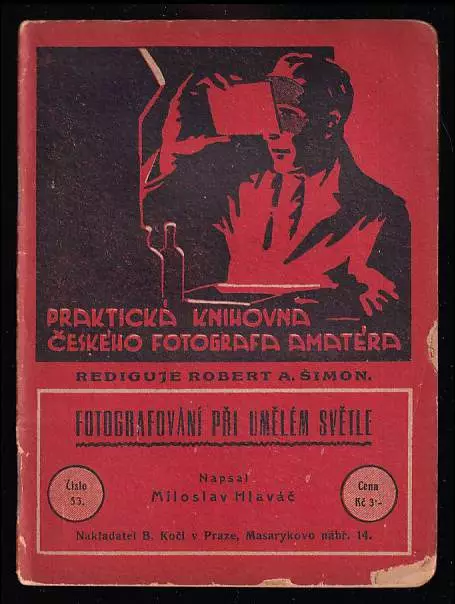 PRAKTICKÁ KNIHOVNA
ČESKÉHO FOTOGRAFA AMATÉRA
REDIGUJE ROBERT A. ŠIMON.
FOTOGRAFOVÁNÍ PŘI UMĚLÉM SVĚTLE
Napsal
Miloslav Hlaváč
Číslo
53.
Cena
Kč 3·-
Nakladatel B. Kočí v Praze, Masarykovo nábř. 14.